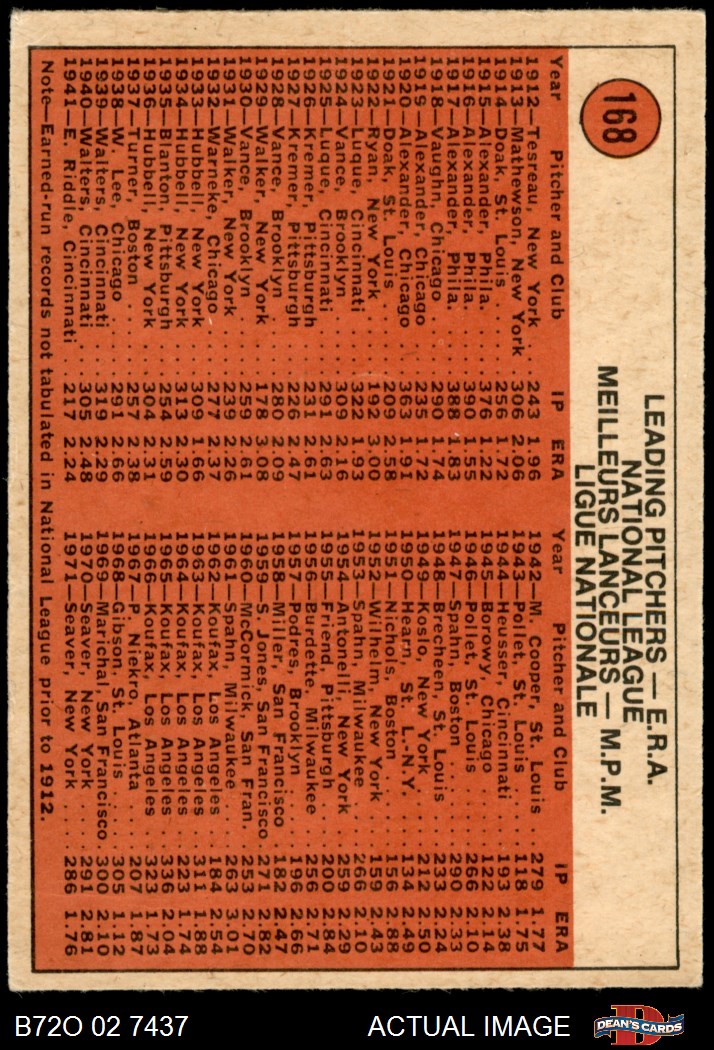 168
LEADING PITCHERS — E.R.A.
NATIONAL LEAGUE
MEILLEURS LANCEURS — M.P.M.
LIGUE NATIONALE
Year Pitcher and Club IP ERA
1912—Tesreau, New York . . . . 243 1.96
1913—Mathewson, New York 306 2.06
1914—Doak, St. Louis . . . . 256 1.72
1915—Alexander, Phila. . . . . 376 1.22
1916—Alexander, Phila. . . . . 390 1.55
1917—Alexander, Phila. . . . . 388 1.83
1918—Vaughn, Chicago . . . . 290 1.74
1919—Alexander, Chicago . . . . 235 1.72
1920—Alexander, Chicago . . . . 363 1.91
1921—Doak, St. Louis . . . . 209 2.58
1922—Ryan, New York . . . . 192 3.00
1923—Luque, Cincinnati . . . . 322 1.93
1924—Vance, Brooklyn . . . . 309 2.16
1925—Luque, Cincinnati . . . . 291 2.63
1926—Kremer, Pittsburgh . . . . 231 2.61
1927—Kremer, Pittsburgh . . . . 226 2.47
1928—Vance, Brooklyn . . . . 280 2.09
1929—Walker, New York . . . . 178 3.08
1930—Vance, Brooklyn . . . . 259 2.61
1931—Walker, New York . . . . 239 2.26
1932—Warneke, Chicago . . . . 277 2.37
1933—Hubbell, New York . . . . 309 1.66
1934—Hubbell, New York . . . . 313 2.30
1935—Blanton, Pittsburgh . . . . 254 2.59
1936—Hubbell, New York . . . . 304 2.31
1937—Turner, Boston . . . . 257 2.38
1938—W. Lee, Chicago . . . . 291 2.66
1939—Walters, Cincinnati . . . . 319 2.29
1940—Walters, Cincinnati . . . . 305 2.48
1941—E. Riddle, Cincinnati . . . . 217 2.24
Year Pitcher and Club IP ERA
1942—M. Cooper, St. Louis . . 279 1.77
1943—Pollet, St. Louis . . . . 118 1.75
1944—Heusser, Cincinnati . . . . 193 2.38
1945—Borowy, Chicago . . . . 122 2.14
1946—Pollet, St. Louis . . . . 266 2.10
1947—Spahn, Boston . . . . 290 2.33
1948—Brecheen, St. Louis . . . . 233 2.24
1949—Koslo, New York . . . . 212 2.50
1950—Hearn, St. L.-N.Y. . . . . 134 2.49
1951—Nichols, Boston . . . . 156 2.88
1952—Wilhelm, New York . . . . 159 2.43
1953—Spahn, Milwaukee . . . . 266 2.10
1954—Antonelli, New York . . . . 259 2.29
1955—Friend, Pittsburgh . . . . 200 2.84
1956—Burdette, Milwaukee . . . . 256 2.71
1957—Podres, Brooklyn . . . . 196 2.66
1958—Miller, San Francisco . . 182 2.47
1959—S. Jones, San Francisco . 271 2.82
1960—McCormick, San Fran. . . 253 2.70
1961—Spahn, Milwaukee . . . . 263 3.01
1962—Koufax, Los Angeles . . . . 184 2.54
1963—Koufax, Los Angeles . . . . 311 1.88
1964—Koufax, Los Angeles . . . . 223 1.74
1965—Koufax, Los Angeles . . . . 336 2.04
1966—Koufax, Los Angeles . . . . 323 1.73
1967—P. Niekro, Atlanta . . . . 207 1.87
1968—Gibson, St. Louis . . . . 305 1.12
1969—Marichal, San Francisco 300 2.10
1970—Seaver, New York . . . . 291 2.81
1971—Seaver, New York . . . . 286 1.76
Note—Earned-run records not tabulated in National League prior to 1912.
B72O 02 7437
ACTUAL IMAGE
DEAN'S CARDS